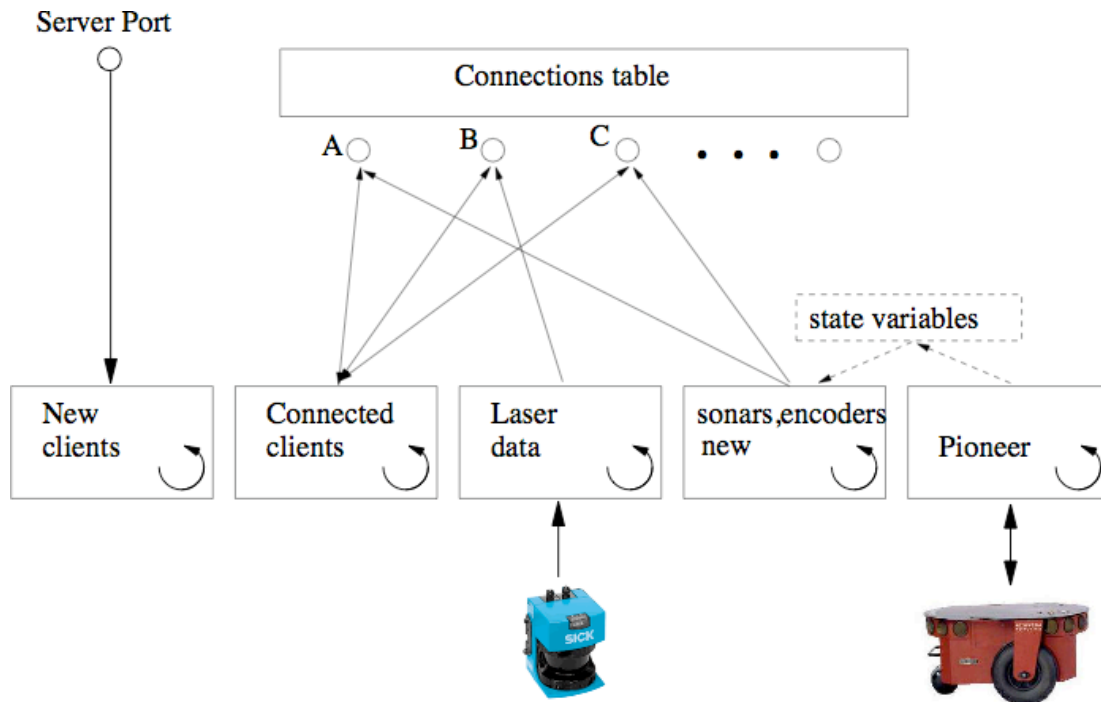 Server Port
Connections table
A
B
C
state variables
New
clients
Connected
clients
Laser
data
sonars,encoders
new
Pioneer
SICK